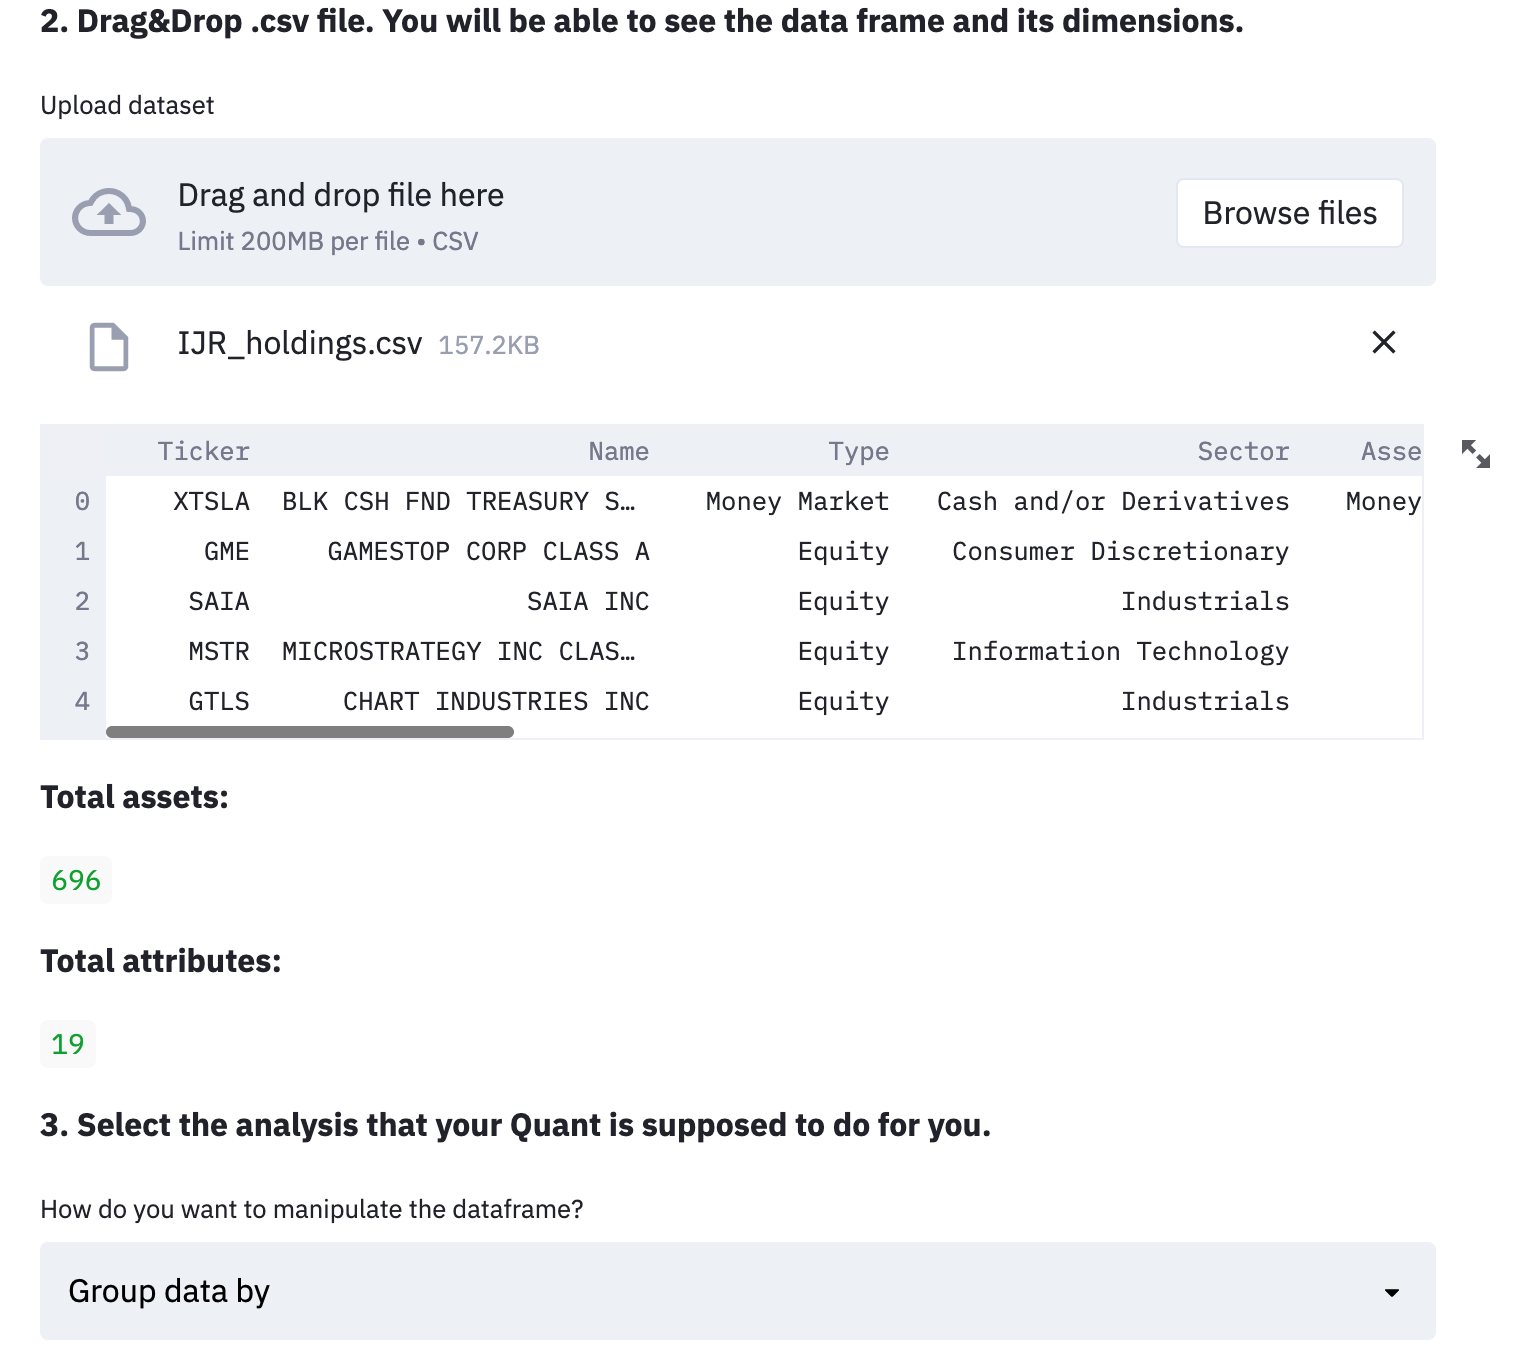 2. Drag&Drop .csv file. You will be able to see the data frame and its dimensions.
Upload dataset
Drag and drop file here
Limit 200MB per file • CSV
Browse files
IJR_holdings.csv 157.2KB
Ticker Name Type Sector Asse
0 XTSLA BLK CSH FND TREASURY S… Money Market Cash and/or Derivatives Money
1 GME GAMESTOP CORP CLASS A Equity Consumer Discretionary
2 SAIA SAIA INC Equity Industrials
3 MSTR MICROSTRATEGY INC CLAS… Equity Information Technology
4 GTLS CHART INDUSTRIES INC Equity Industrials
Total assets:
696
Total attributes:
19
3. Select the analysis that your Quant is supposed to do for you.
How do you want to manipulate the dataframe?
Group data by